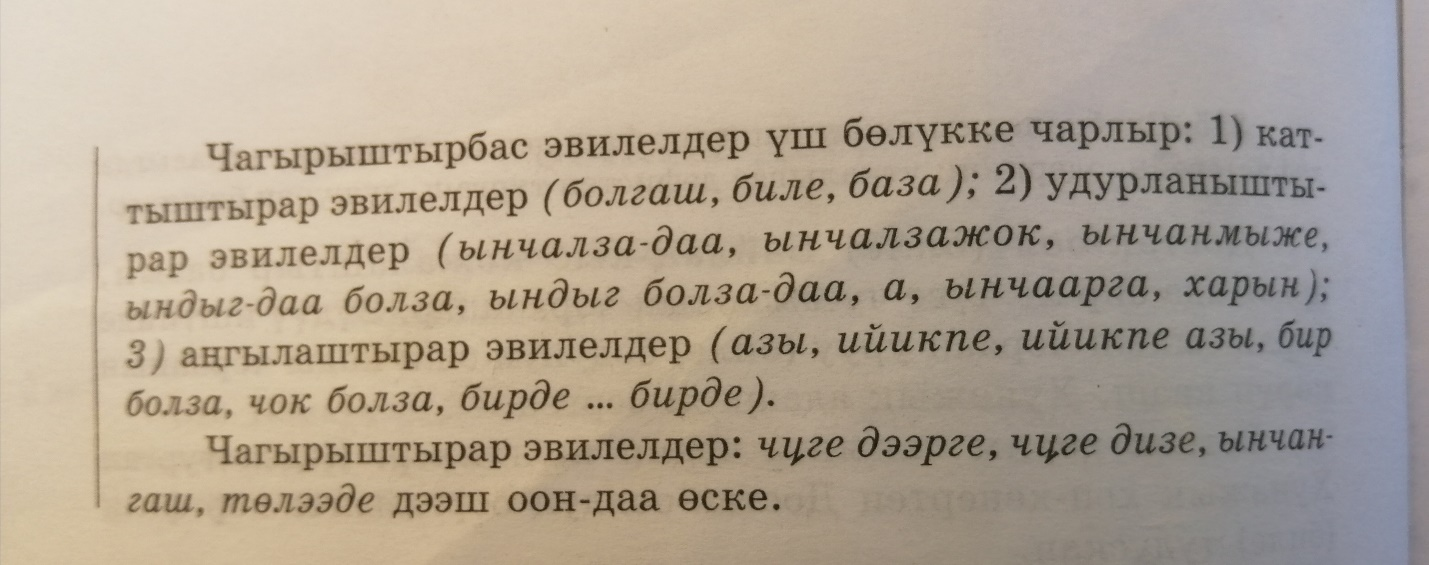 Чагырыштырбас эвилелдер үш бөлүкке чарлыр: 1) кат-
тыштырар эвилелдер (болгаш, биле, база); 2) удурланышты-
рар эвилелдер (ынчалза-даа, ынчалзажок, ынчанмыже,
ындыг-даа болза, ындыг болза-даа, а, ынчаарга, харын);
3) аңгылаштырар эвилелдер (азы, ийикпе, ийикпе азы, бир
болза, чок болза, бирде ... бирде).
Чагырыштырар эвилелдер: чүге дээрге, чүге дизе, ынчан-
гаш, төлээде дээш оон-даа өске.